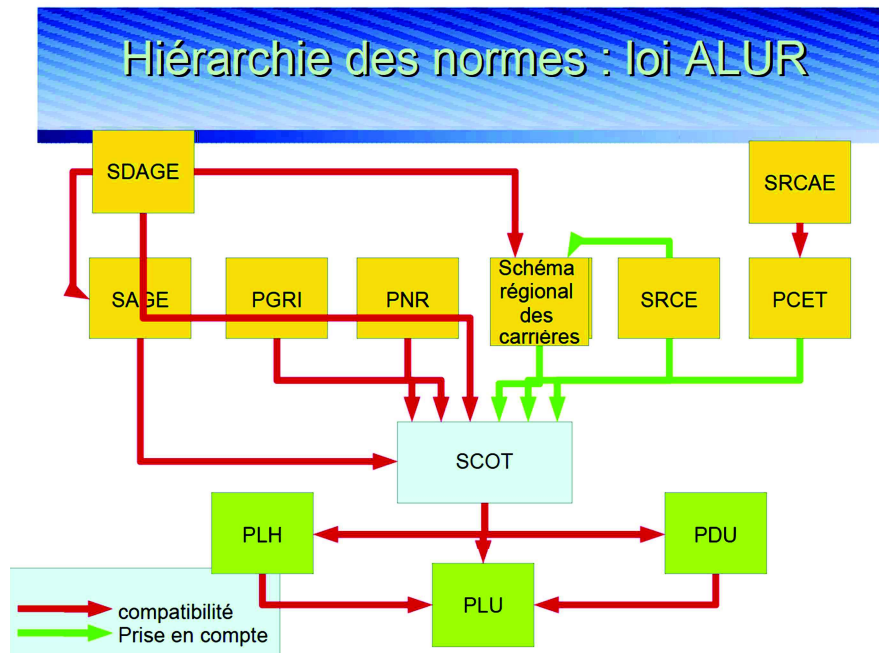 Hiérarchie des normes : loi ALUR
SDAGE
SRCAE
SAGE
PGRI
PNR
Schéma
régional
des
carrières
SRCE
PCET
SCOT
PLH
PDU
PLU
compatibilité
Prise en compte